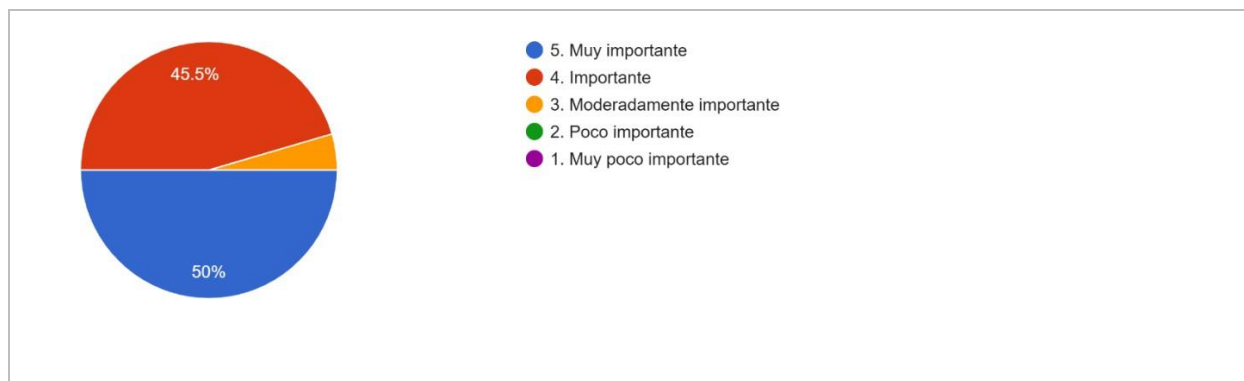 45.5%
50%
5. Muy importante
4. Importante
3. Moderadamente importante
2. Poco importante
1. Muy poco importante